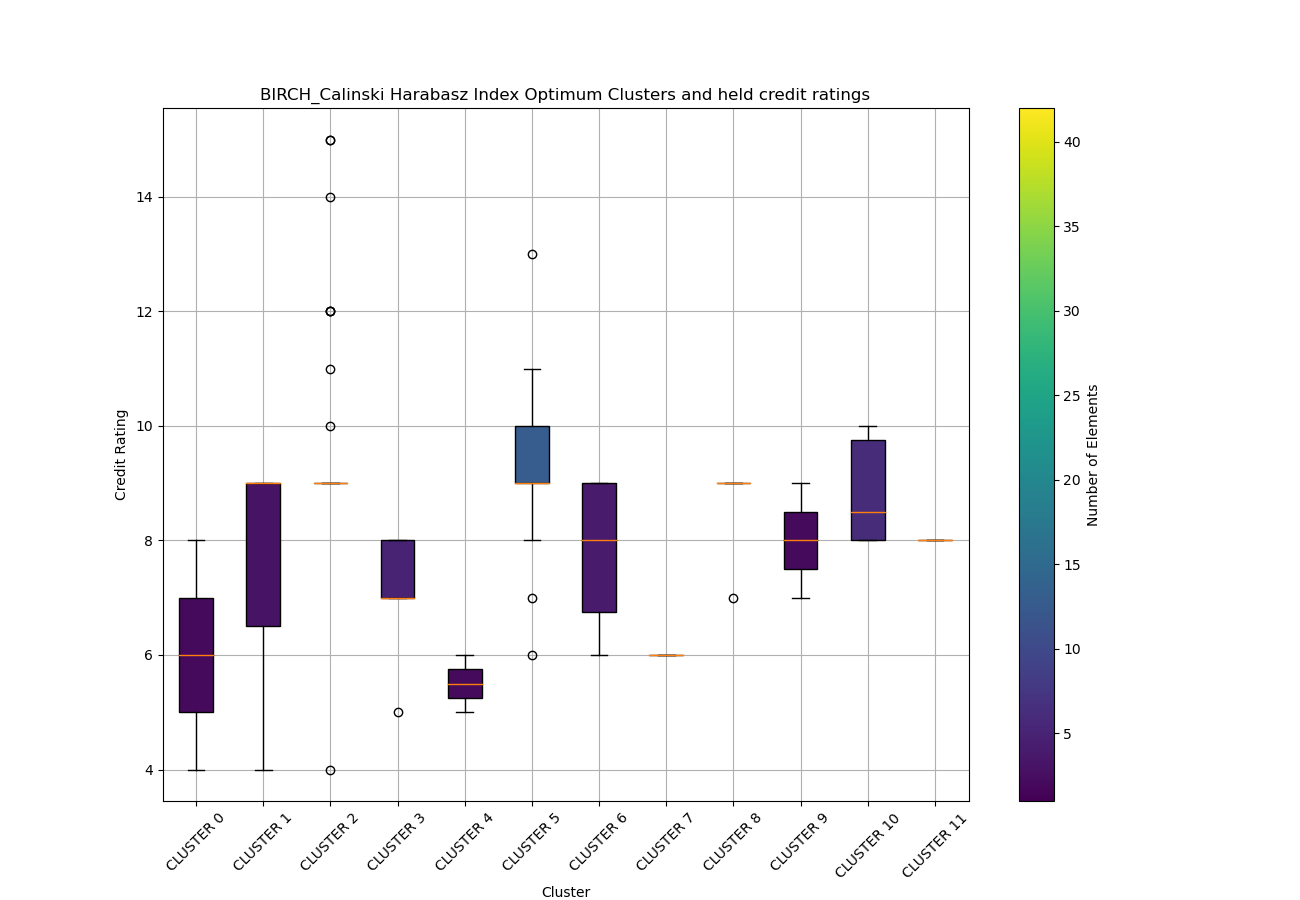 BIRCH_Calinski Harabasz Index Optimum Clusters and held credit ratings
Credit Rating
14
12
10
8
6
4
CLUSTER 0
CLUSTER 1
CLUSTER 2
CLUSTER 3
CLUSTER 4
CLUSTER 5
CLUSTER 6
CLUSTER 7
CLUSTER 8
CLUSTER 9
CLUSTER 10
CLUSTER 11
Cluster
40
35
30
25
20
15
10
5
Number of Elements